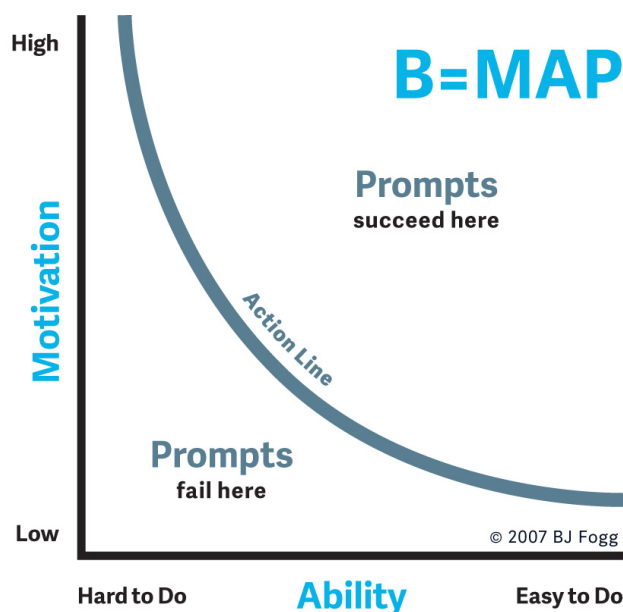 High
B=MAP
Prompts
succeed here
Motivation
Action Line
Prompts
fail here
Low
© 2007 BJ Fogg
Hard to Do
Ability
Easy to Do